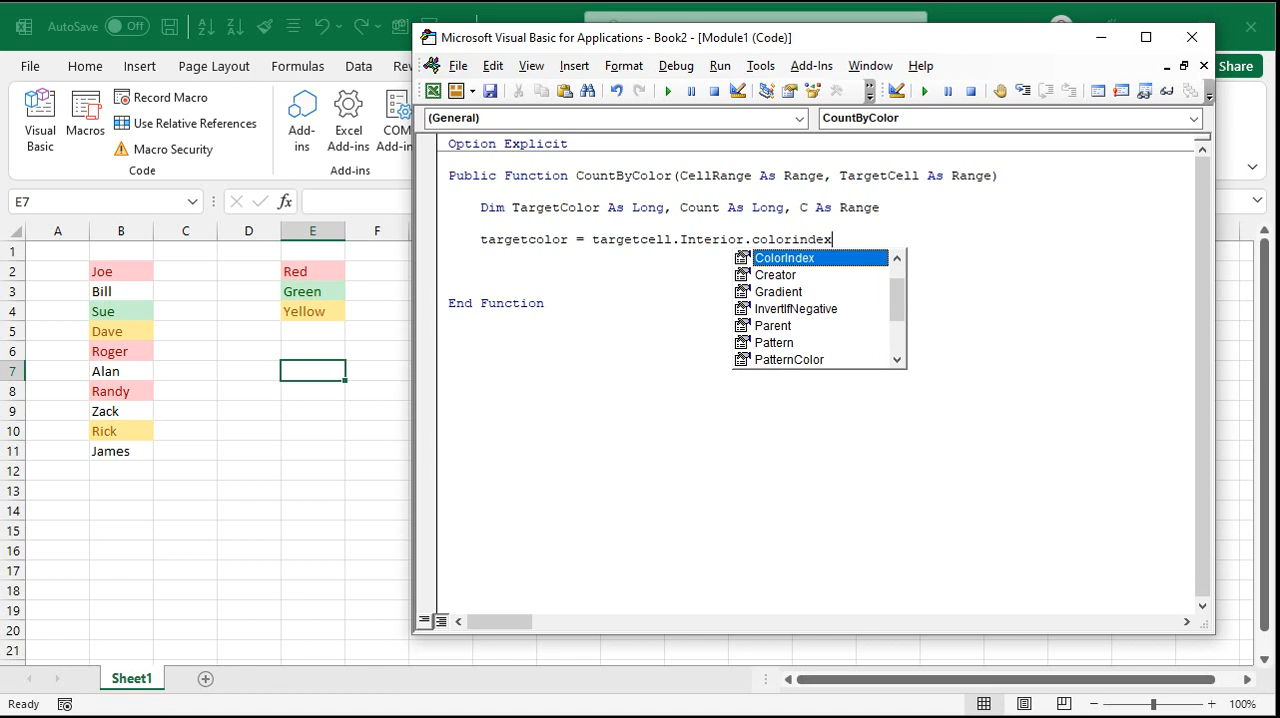 AutoSave Off
Microsoft Visual Basic for Applications - Book2 - [Module1 (Code)]
File Home Insert Page Layout Formulas Data
Share
File Edit View Insert Format Debug Run Tools Add-Ins Window Help
Visual Basic
Macros
Record Macro
Use Relative References
Macro Security
Code
Add-ins
Excel Add-ins
COM Add-in
Add-ins
(General)
CountByColor
E7
fx
Option Explicit
Public Function CountByColor(CellRange As Range, TargetCell As Range)
Dim TargetColor As Long, Count As Long, C As Range
targetcolor = targetcell.Interior.colorindex
ColorIndex
Creator
Gradient
InvertIfNegative
Parent
Pattern
PatternColor
End Function
A B C D E F
1
2 Joe Red
3 Bill Green
4 Sue Yellow
5 Dave
6 Roger
7 Alan
8 Randy
9 Zack
10 Rick
11 James
12
13
14
15
16
17
18
19
20
21
Sheet1
Ready
100%